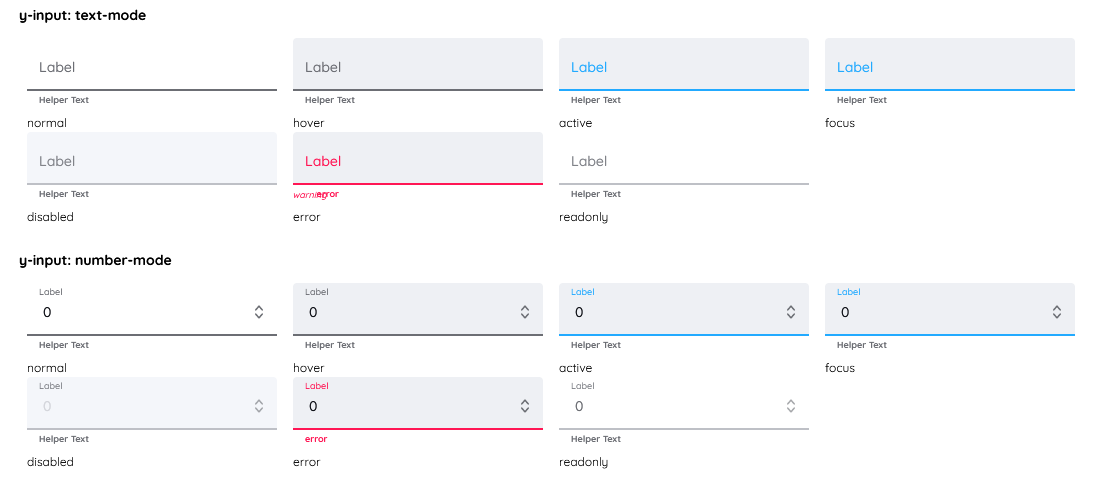 y-input: text-mode
Label Label Label Label
Helper Text Helper Text Helper Text Helper Text
normal hover active focus
Label Label Label
Helper Text warning error Helper Text
disabled error readonly
y-input: number-mode
Label Label Label Label
0 0 0 0
Helper Text Helper Text Helper Text Helper Text
normal hover active focus
Label Label Label
0 0 0
Helper Text error Helper Text
disabled error readonly